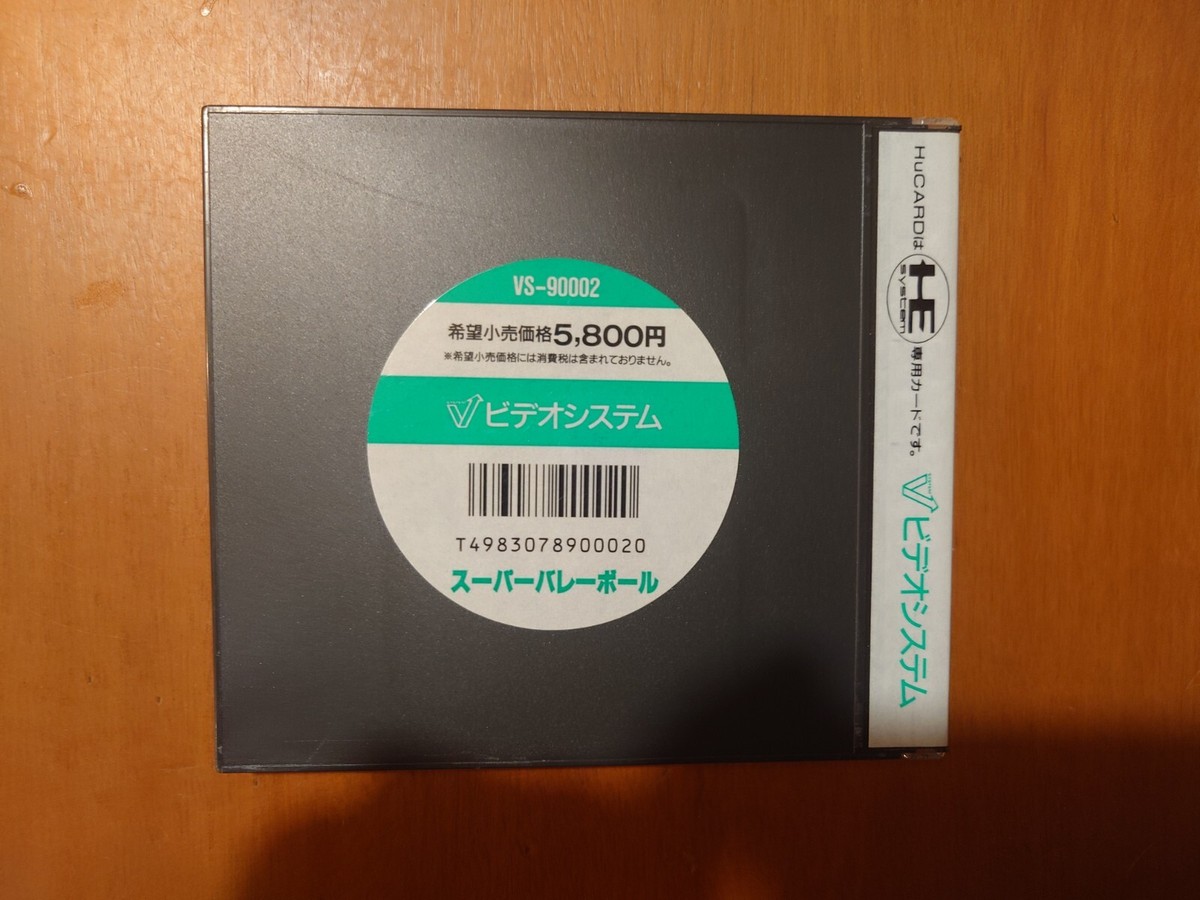 VS-90002
希望小売価格5,800円
※希望小売価格には消費税は含まれておりません。
ビデオシステム
T4983078900020
スーパーバレーボール
HuCARDは HE system 専用カードです。 ビデオシステム